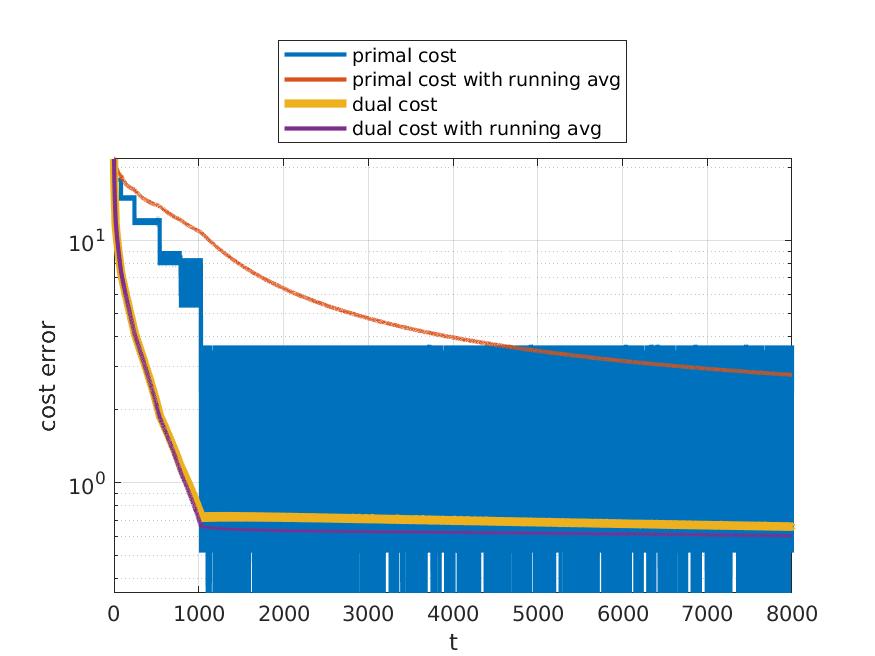 primal cost
primal cost with running avg
dual cost
dual cost with running avg
10^1
10^0
cost error
0 1000 2000 3000 4000 5000 6000 7000 8000
t